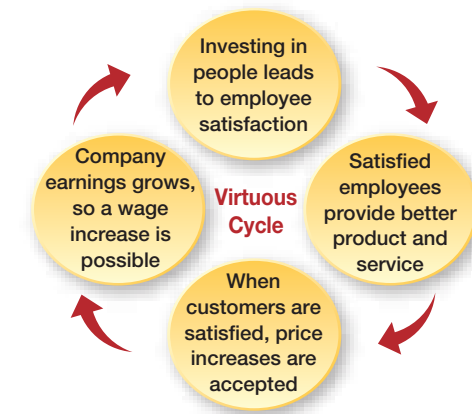 Investing in
people leads
to employee
satisfaction
Satisfied
employees
provide better
product and
service
When
customers are
satisfied, price
increases are
accepted
Company
earnings grows,
so a wage
increase is
possible
Virtuous
Cycle